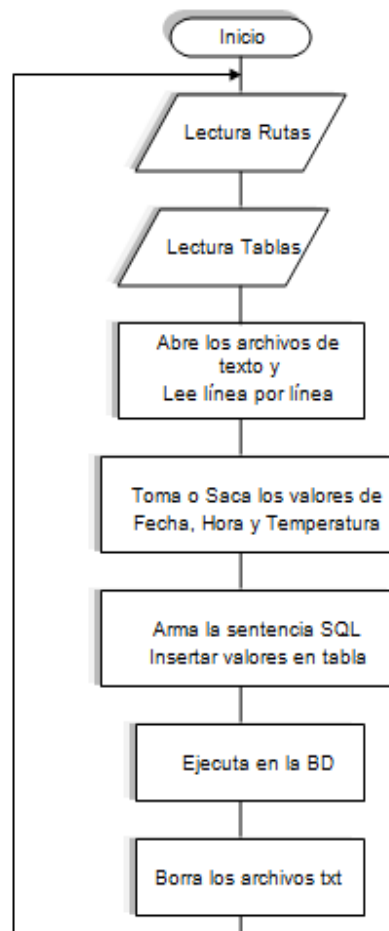 Inicio
Lectura Rutas
Lectura Tablas
Abre los archivos de
texto y
Lee línea por línea
Toma o Saca los valores de
Fecha, Hora y Temperatura
Arma la sentencia SQL
Insertar valores en tabla
Ejecuta en la BD
Borra los archivos txt